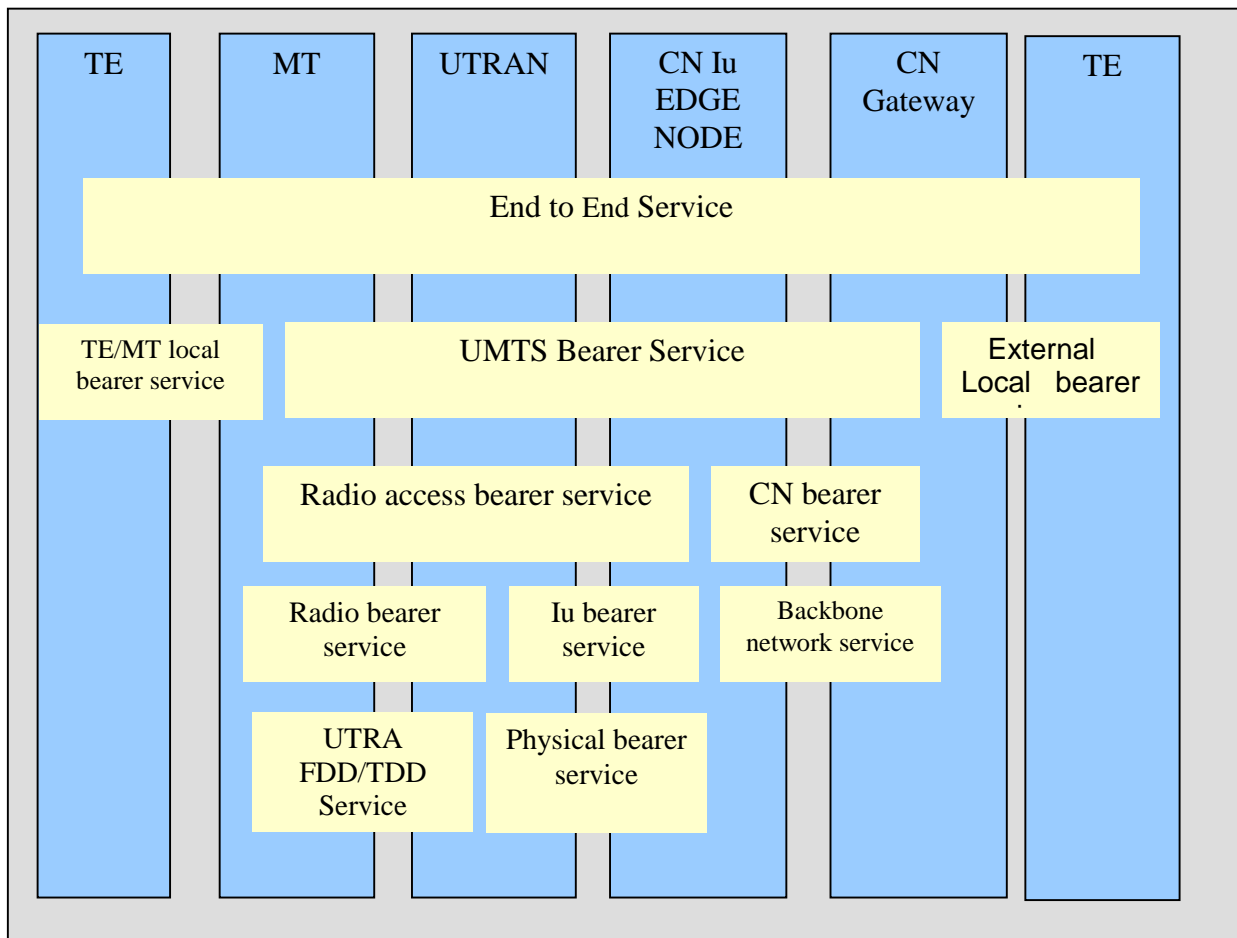 TE
MT
UTRAN
CN Iu
EDGE
NODE
CN
Gateway
TE
End to End Service
TE/MT local
bearer service
UMTS Bearer Service
External
Local bearer
Radio access bearer service
CN bearer
service
Radio bearer
service
Iu bearer
service
Backbone
network service
UTRA
FDD/TDD
Service
Physical bearer
service